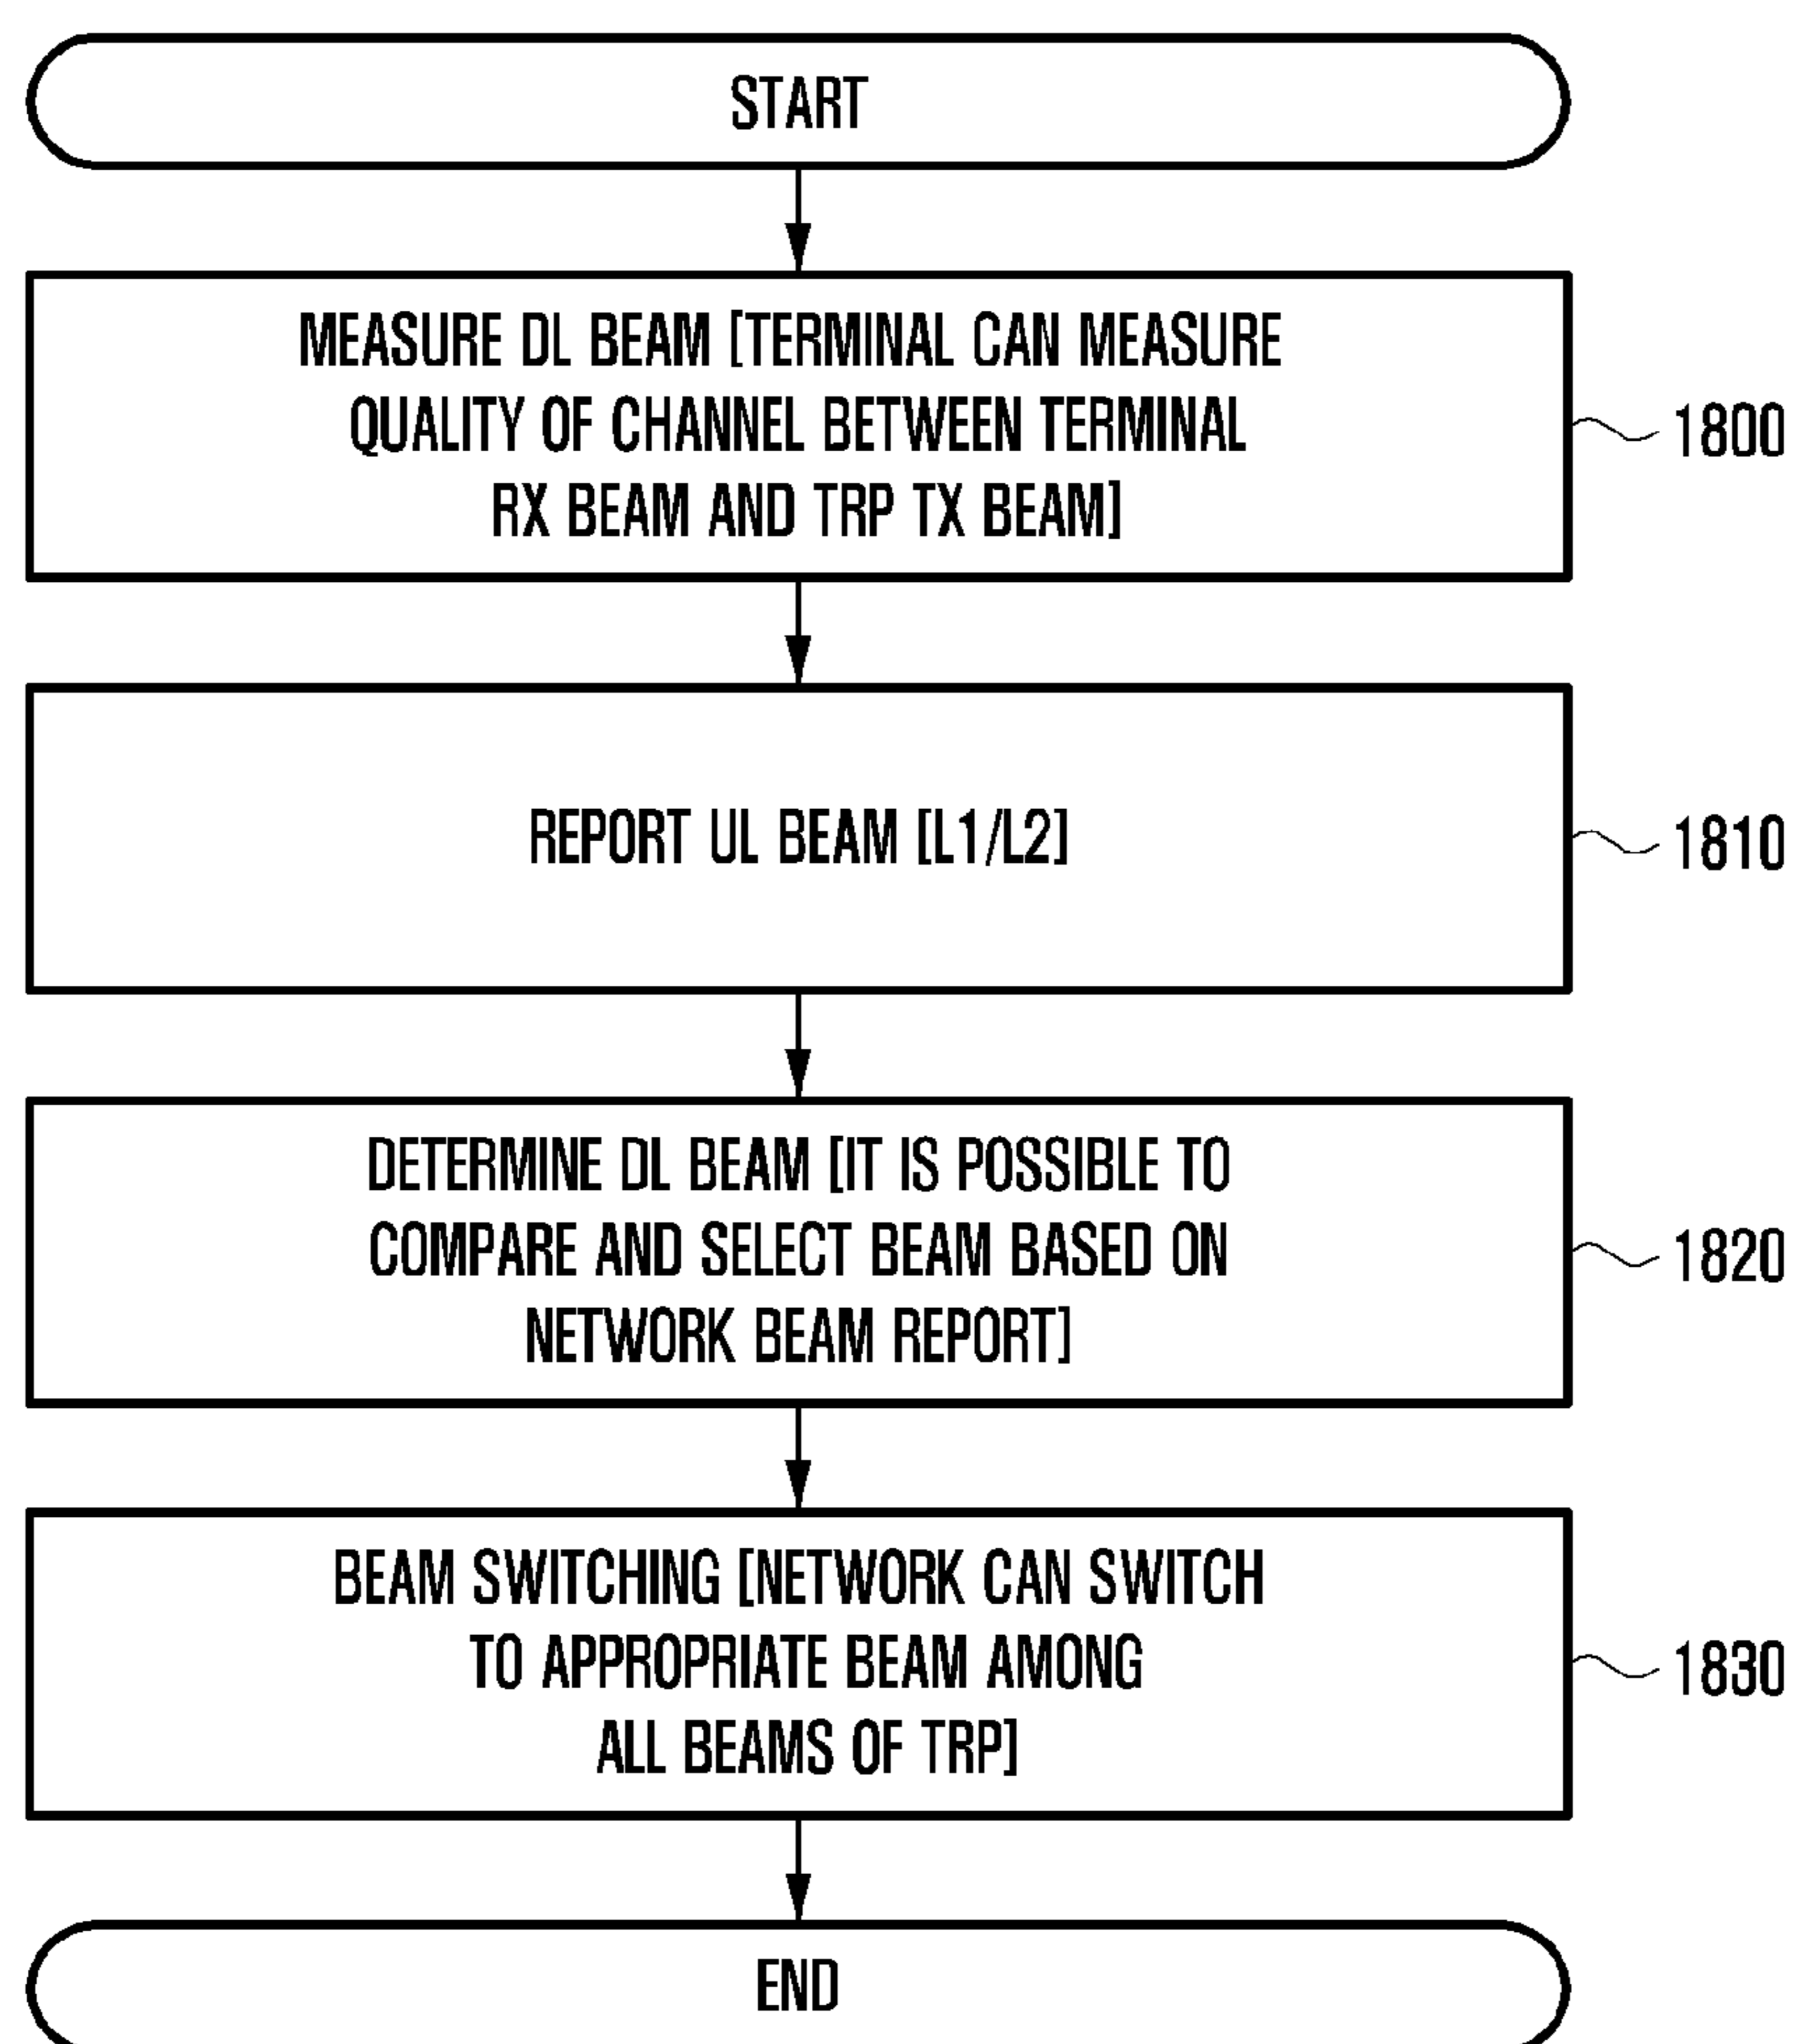 START
MEASURE DL BEAM [TERMINAL CAN MEASURE
QUALITY OF CHANNEL BETWEEN TERMINAL
RX BEAM AND TRP TX BEAM]
1800
REPORT UL BEAM [L1/L2]
1810
DETERMINE DL BEAM [IT IS POSSIBLE TO
COMPARE AND SELECT BEAM BASED ON
NETWORK BEAM REPORT]
1820
BEAM SWITCHING [NETWORK CAN SWITCH
TO APPROPRIATE BEAM AMONG
ALL BEAMS OF TRP]
1830
END